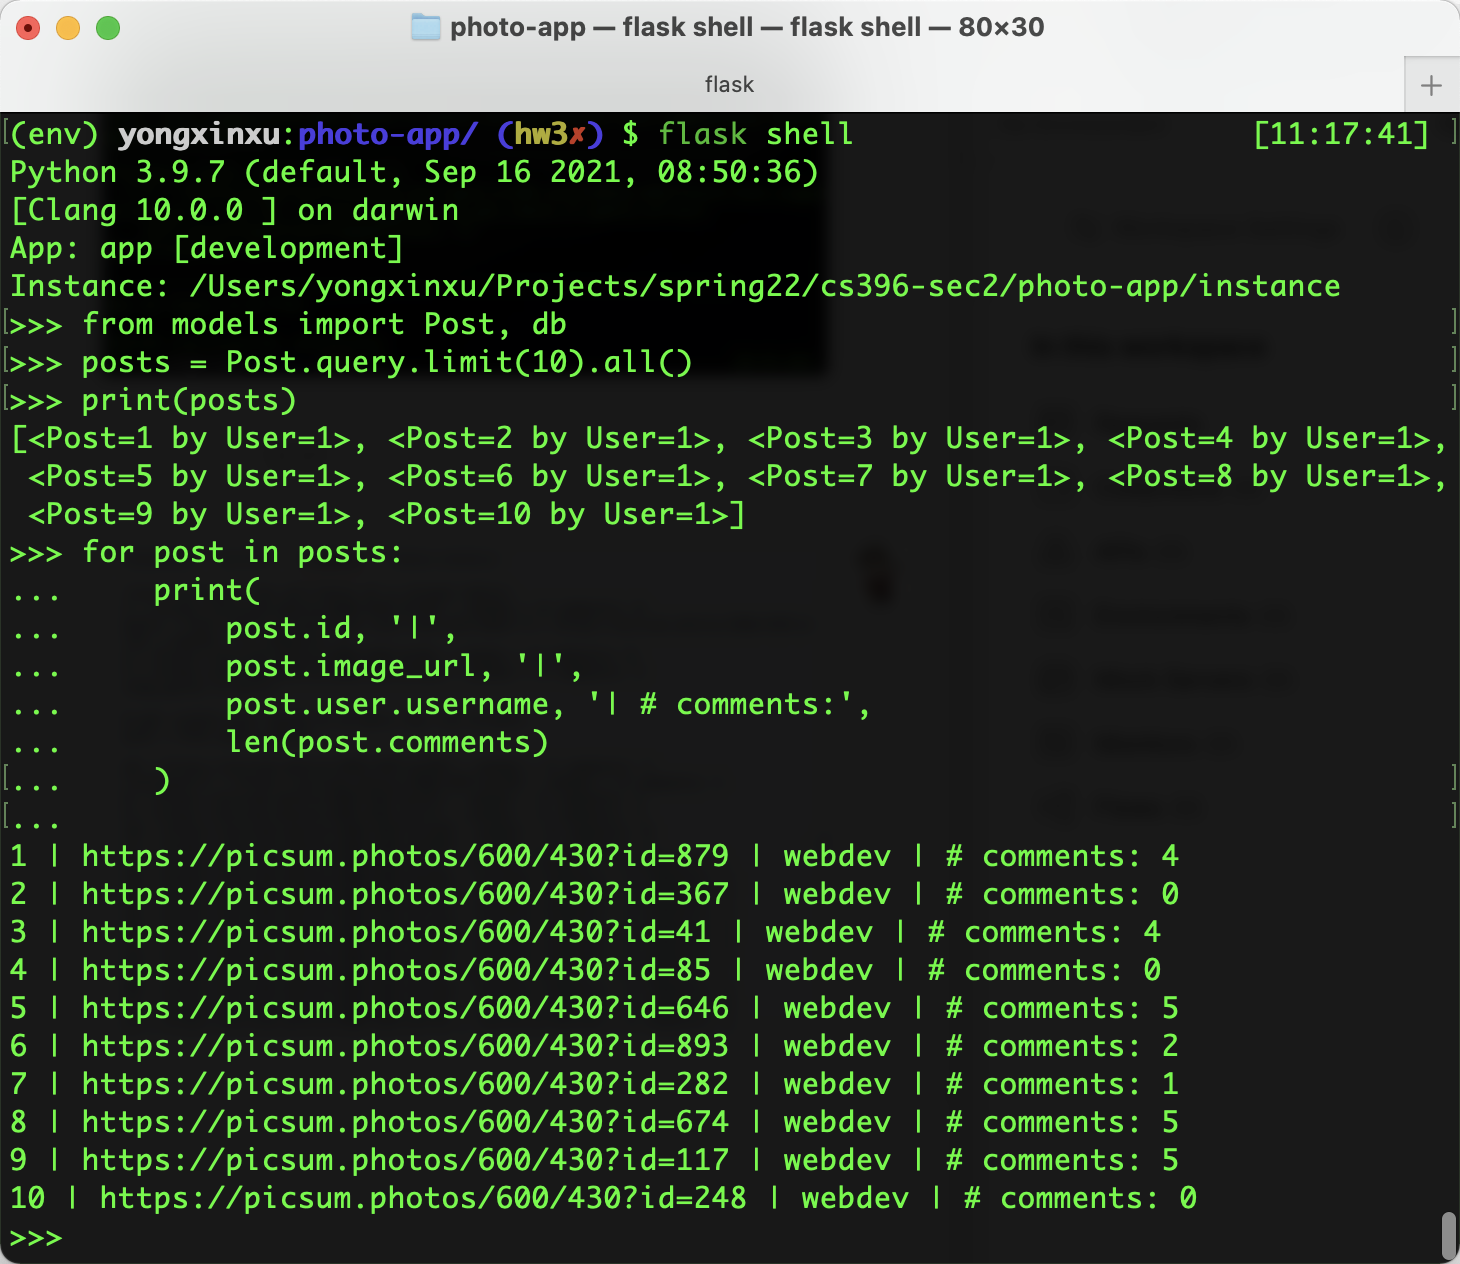 photo-app — flask shell — flask shell — 80×30
flask
(env) yongxinxu:photo-app/ (hw3✗) $ flask shell [11:17:41]
Python 3.9.7 (default, Sep 16 2021, 08:50:36)
[Clang 10.0.0 ] on darwin
App: app [development]
Instance: /Users/yongxinxu/Projects/spring22/cs396-sec2/photo-app/instance
>>> from models import Post, db
>>> posts = Post.query.limit(10).all()
>>> print(posts)
[<Post=1 by User=1>, <Post=2 by User=1>, <Post=3 by User=1>, <Post=4 by User=1>,
<Post=5 by User=1>, <Post=6 by User=1>, <Post=7 by User=1>, <Post=8 by User=1>,
<Post=9 by User=1>, <Post=10 by User=1>]
>>> for post in posts:
...     print(
...         post.id, '|',
...         post.image_url, '|',
...         post.user.username, '| # comments:',
...         len(post.comments)
...     )
...
1 | https://picsum.photos/600/430?id=879 | webdev | # comments: 4
2 | https://picsum.photos/600/430?id=367 | webdev | # comments: 0
3 | https://picsum.photos/600/430?id=41 | webdev | # comments: 4
4 | https://picsum.photos/600/430?id=85 | webdev | # comments: 0
5 | https://picsum.photos/600/430?id=646 | webdev | # comments: 5
6 | https://picsum.photos/600/430?id=893 | webdev | # comments: 2
7 | https://picsum.photos/600/430?id=282 | webdev | # comments: 1
8 | https://picsum.photos/600/430?id=674 | webdev | # comments: 5
9 | https://picsum.photos/600/430?id=117 | webdev | # comments: 5
10 | https://picsum.photos/600/430?id=248 | webdev | # comments: 0
>>>